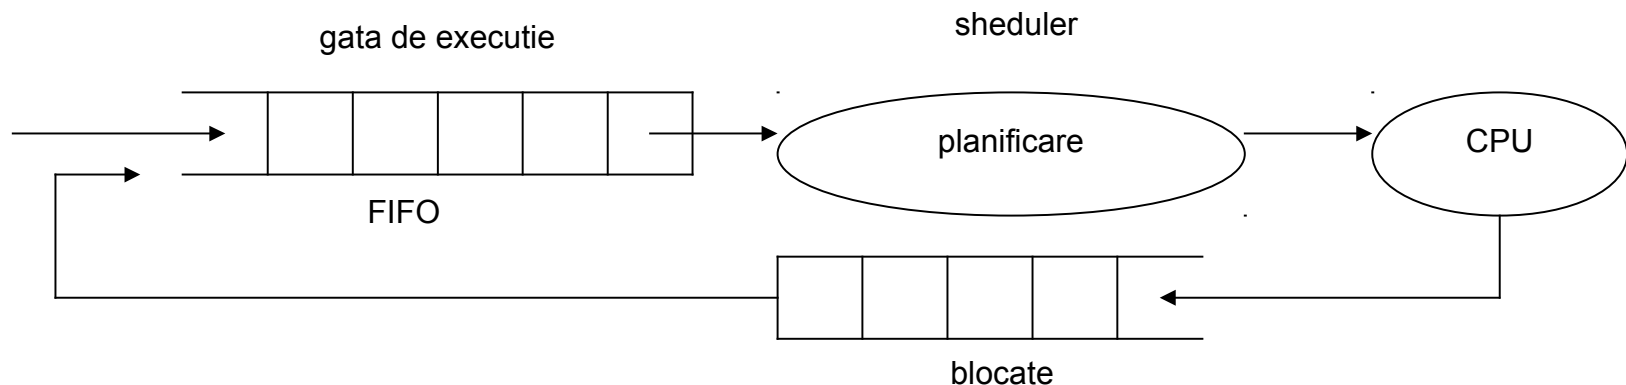 sheduler
gata de executie
planificare
CPU
FIFO
blocate